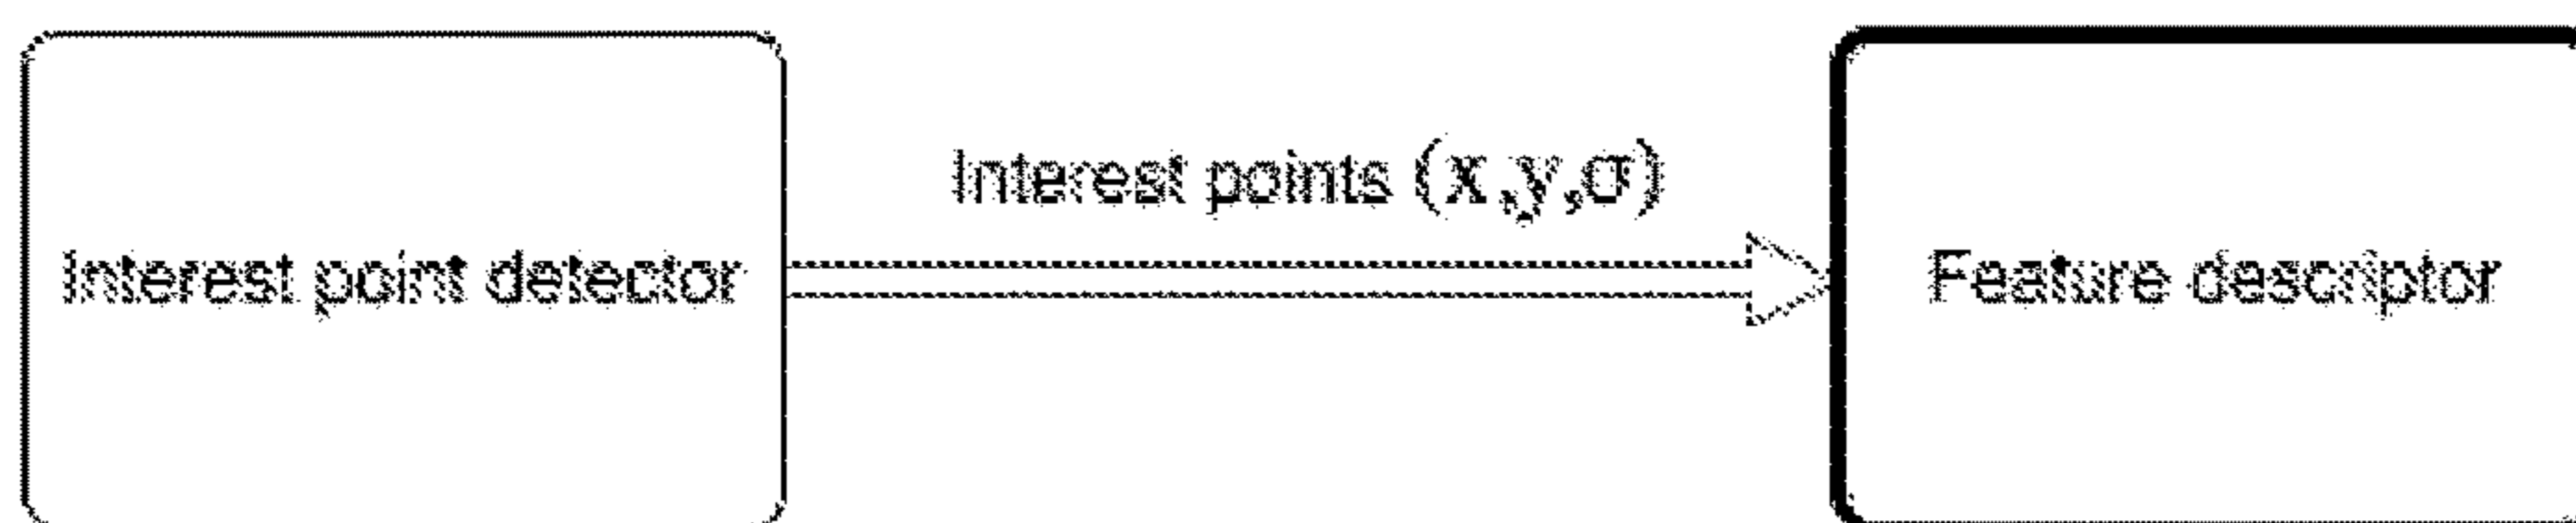 Interest points (x,y,σ)
Interest point detector
Feature descriptor